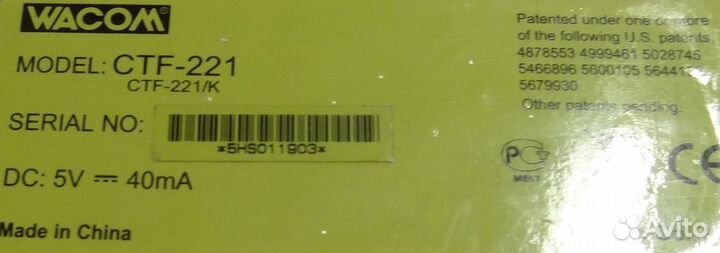 WACOM
MODEL: CTF-221
CTF-221/K
SERIAL NO:
*5HS011903*
DC: 5V ⎓ 40mA
Made in China
Patented under one or more
of the following U.S. patents,
4878553 4999461 5028745
5466896 5600105
5679930
Other patents pending.
РСТ
CE
Avito